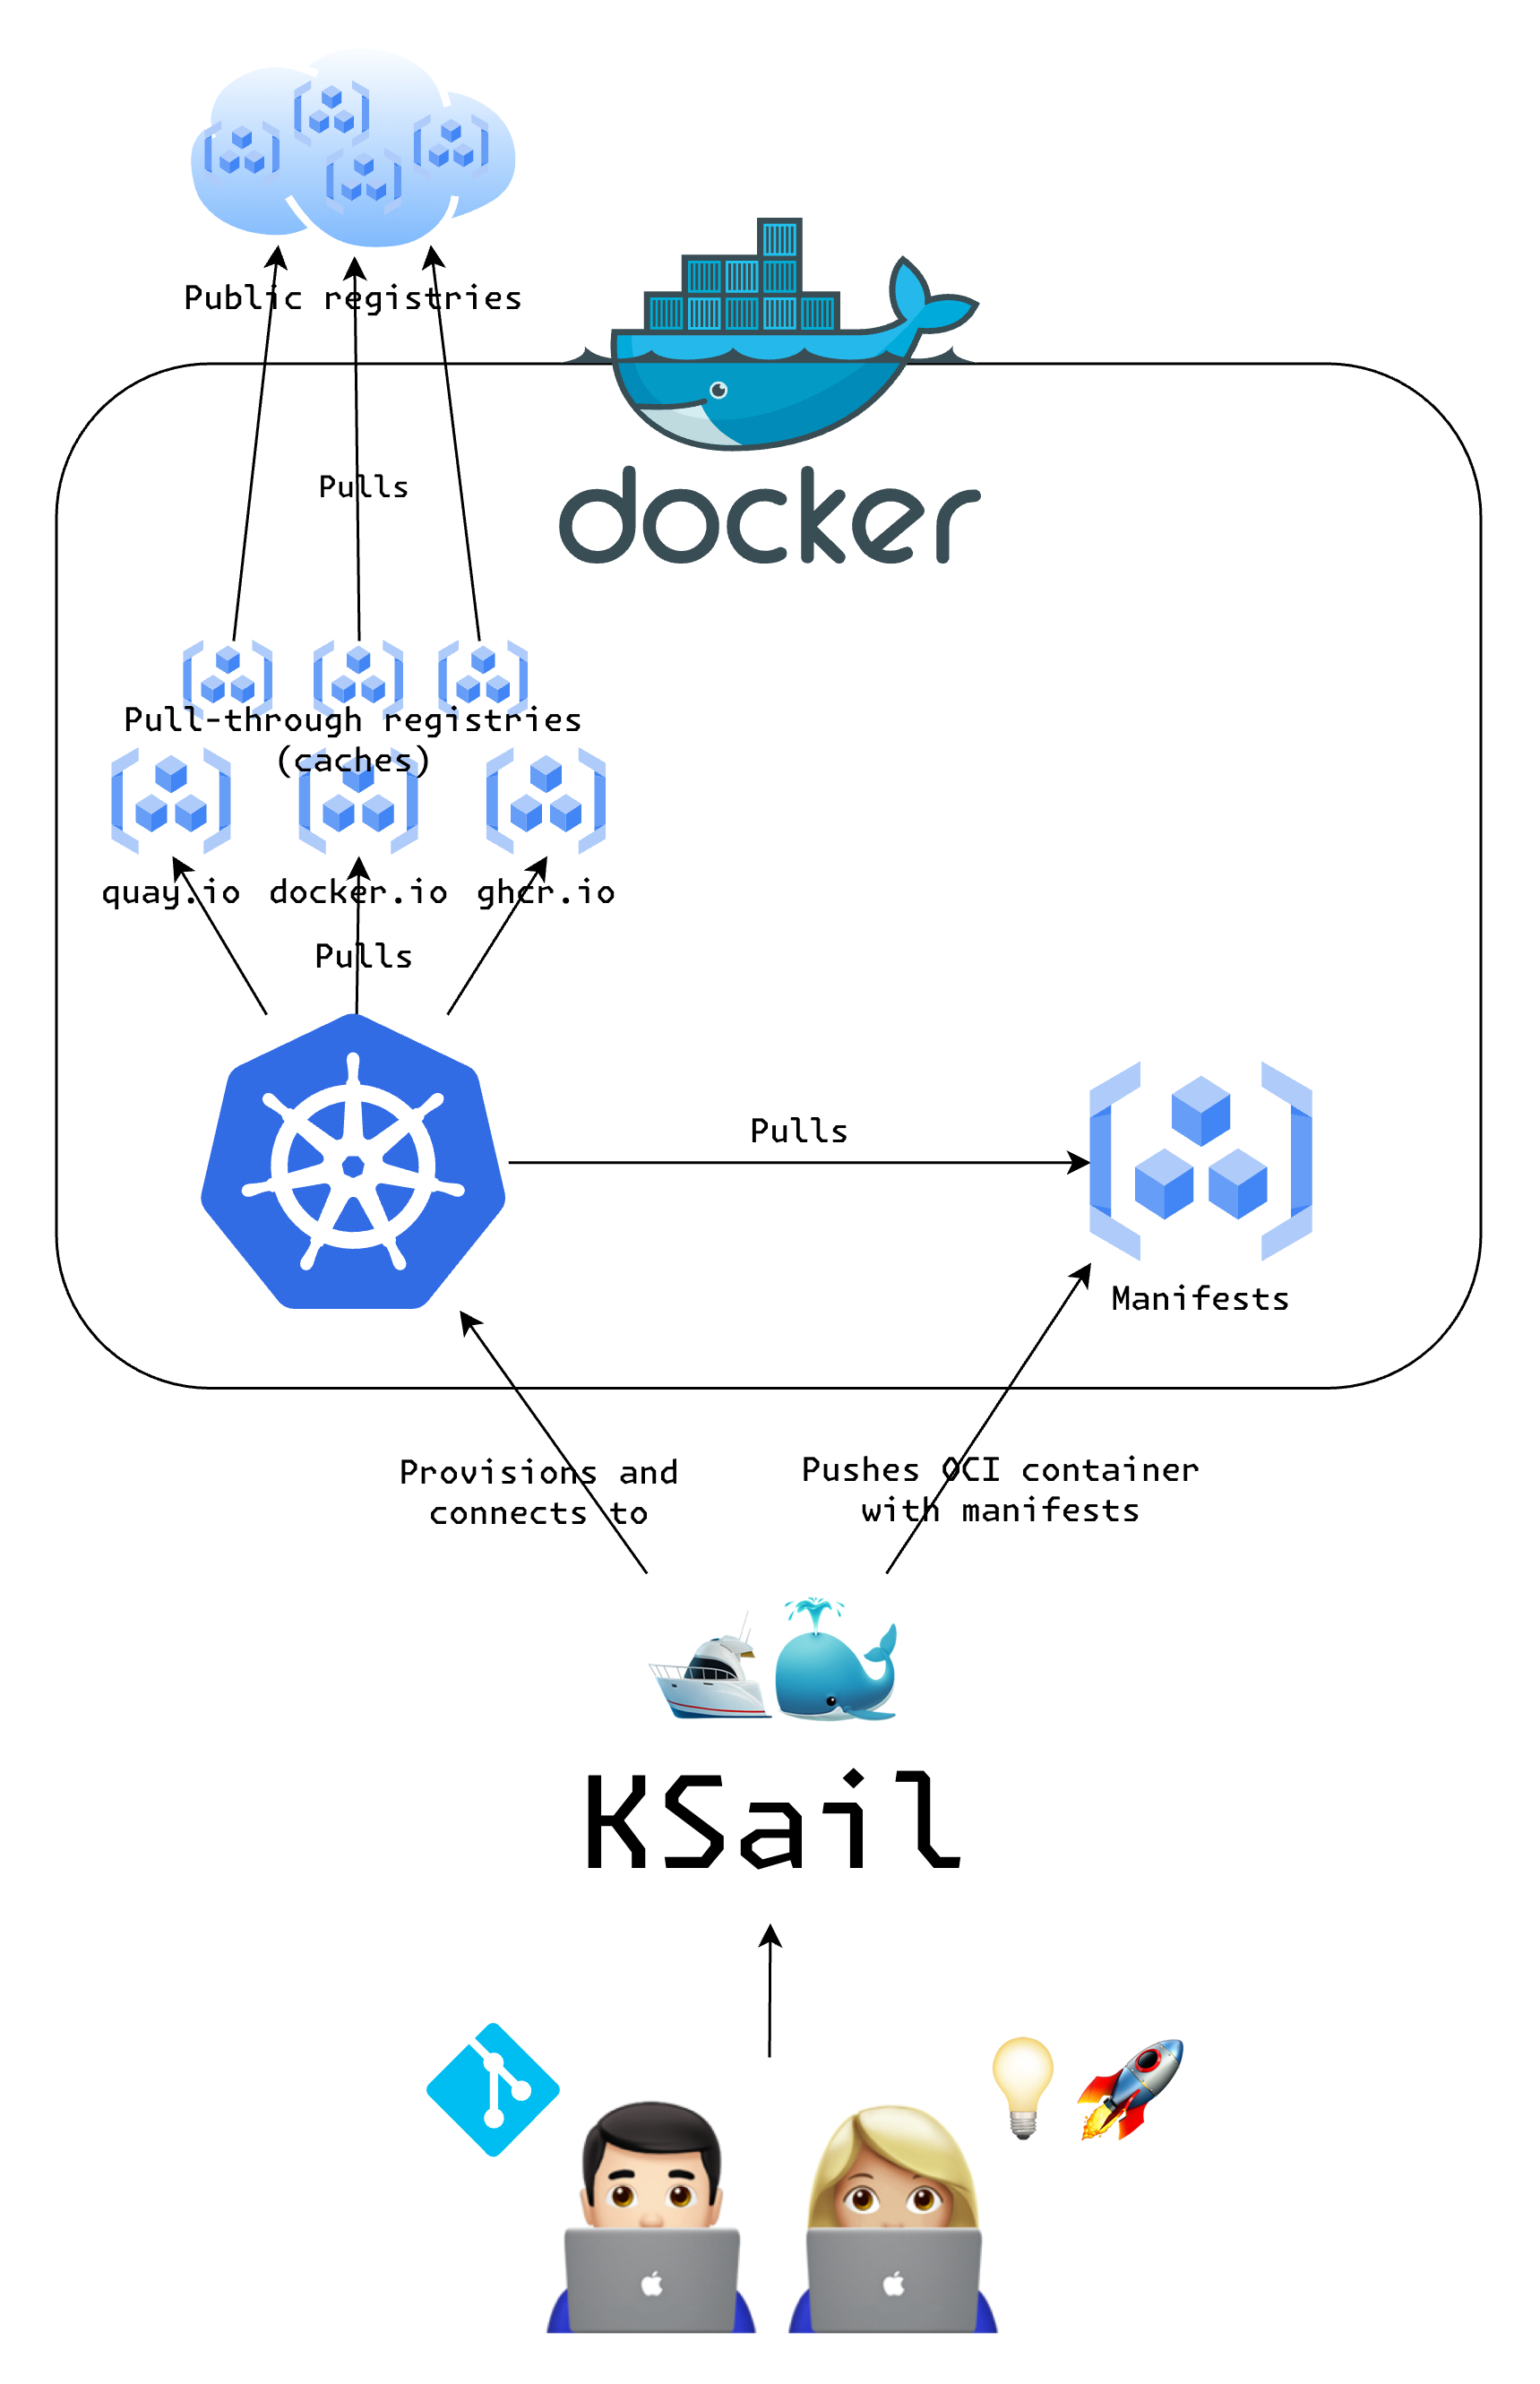 Public registries
docker
Pulls
Pull-through registries
(caches)
quay.io docker.io ghcr.io
Pulls
Pulls
Manifests
Provisions and
connects to
Pushes OCI container
with manifests
KSail